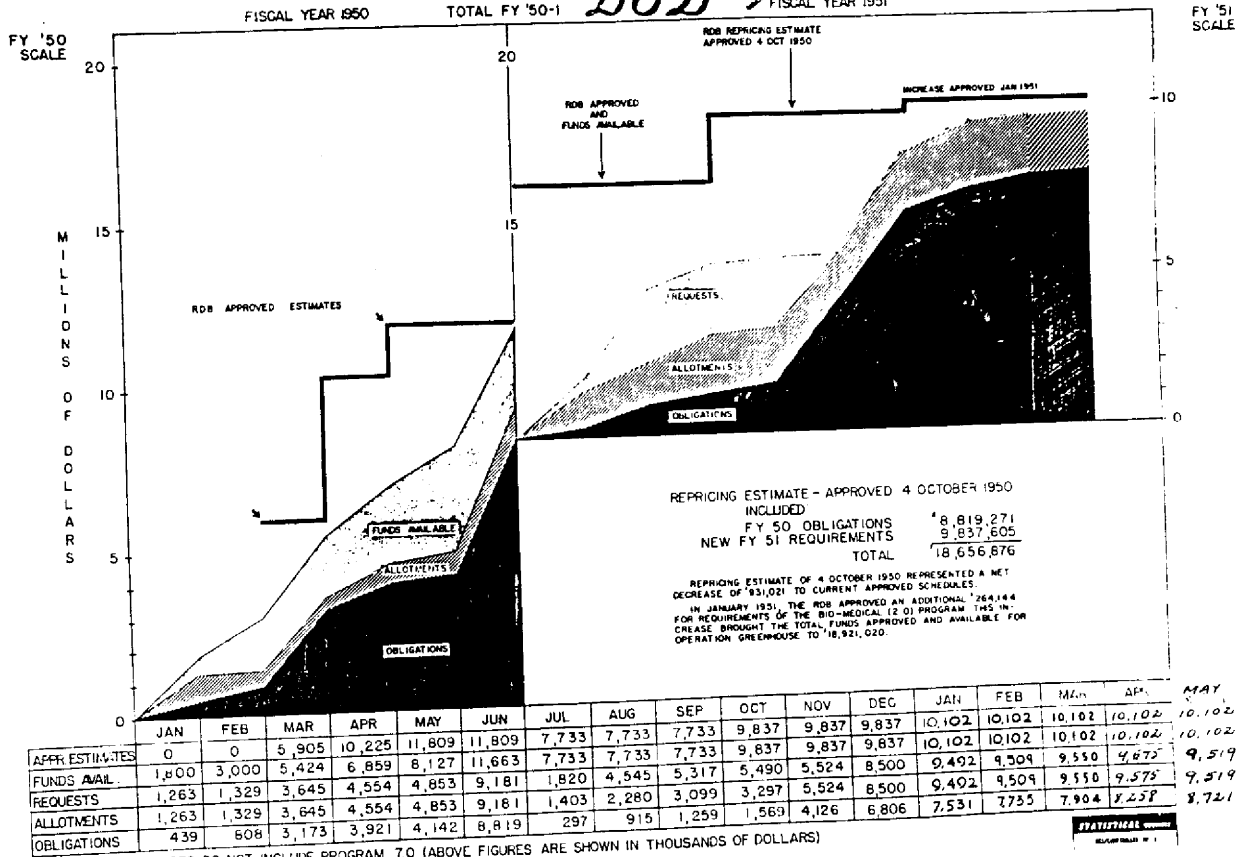 DOD
FISCAL YEAR 1950
TOTAL FY '50-1
FISCAL YEAR 1951
FY '50
SCALE
FY '51
SCALE
RDB REPRICING ESTIMATE
APPROVED 4 OCT 1950
20
20
INCREASE APPROVED JAN 1951
10
RDB APPROVED
AND
FUNDS AVAILABLE
15
15
MILLIONS OF DOLLARS
5
RDB APPROVED ESTIMATES
REQUESTS
10
ALLOTMENTS
OBLIGATIONS
0
REPRICING ESTIMATE - APPROVED 4 OCTOBER 1950
INCLUDED
FY 50 OBLIGATIONS $8,819,271
NEW FY 51 REQUIREMENTS 9,837,605
TOTAL $18,656,876
FUNDS AVAILABLE
5
ALLOTMENTS
REPRICING ESTIMATE OF 4 OCTOBER 1950 REPRESENTED A NET
DECREASE OF $931,021 TO CURRENT APPROVED SCHEDULES.
IN JANUARY 1951, THE RDB APPROVED AN ADDITIONAL $264,144
FOR REQUIREMENTS OF THE BIO-MEDICAL (2.0) PROGRAM. THIS IN-
CREASE BROUGHT THE TOTAL FUNDS APPROVED AND AVAILABLE FOR
OPERATION GREENHOUSE TO $18,921,020.
OBLIGATIONS
0
JAN FEB MAR APR MAY JUN JUL AUG SEP OCT NOV DEC JAN FEB MAR APR MAY
APPR.ESTIMATES 0 0 5,905 10,225 11,809 11,809 7,733 7,733 7,733 9,837 9,837 9,837 10,102 10,102 10,102 10,102 10,102
FUNDS AVAIL. 1,800 3,000 5,424 6,859 8,127 11,663 7,733 7,733 7,733 9,837 9,837 9,837 10,102 10,102 10,102 10,102 10,102
REQUESTS 1,263 1,329 3,645 4,554 4,853 9,181 1,820 4,545 5,317 5,490 5,524 8,500 9,492 9,509 9,550 9,519
ALLOTMENTS 1,263 1,329 3,645 4,554 4,853 9,181 1,403 2,280 3,099 3,297 5,524 8,500 9,492 9,509 9,550 9,575 9,519
OBLIGATIONS 439 608 3,173 3,921 4,142 8,819 297 915 1,259 1,569 4,126 6,806 7,531 7,735 7,904 8,258 8,721
DO NOT INCLUDE PROGRAM 7.0 (ABOVE FIGURES ARE SHOWN IN THOUSANDS OF DOLLARS)
STATISTICAL